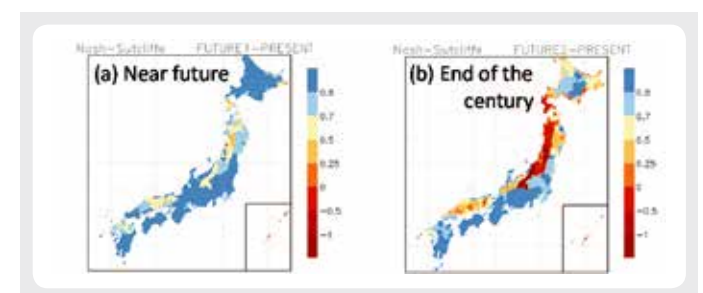 Nash-Sutcliffe FUTURE1-PRESENT
(a) Near future
0.8
0.7
0.5
0.25
0
-0.5
-1
Nash-Sutcliffe FUTURE2-PRESENT
(b) End of the
century
0.8
0.7
0.5
0.25
0
-0.5
-1